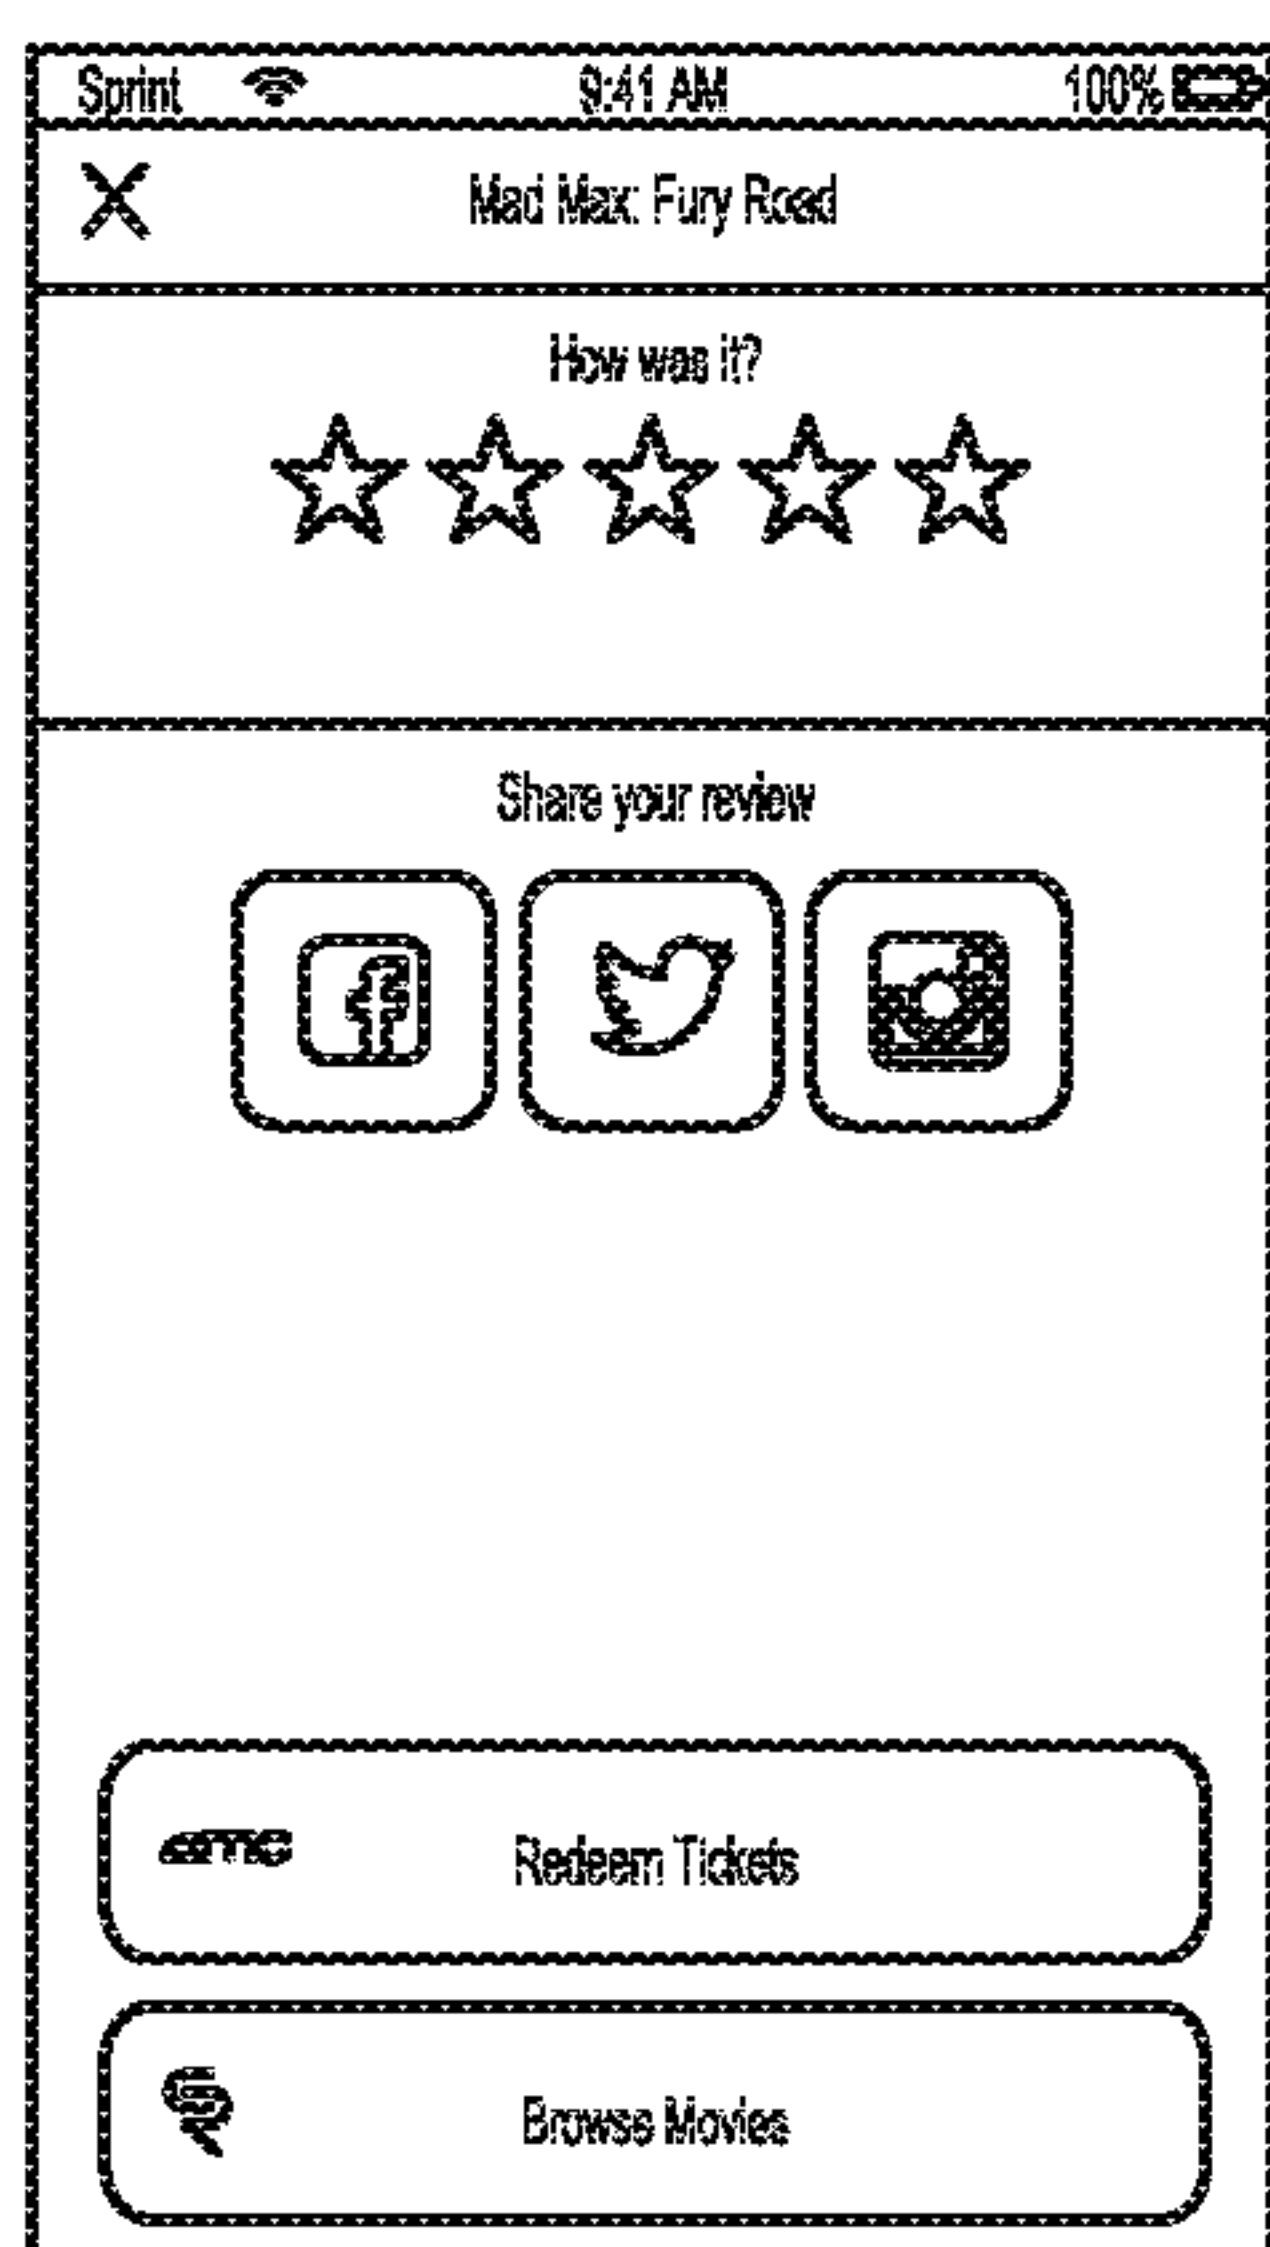 Sprint 9:41 AM 100%
Mad Max: Fury Road
How was it?
Share your review
f
amc Redeem Tickets
Browse Movies